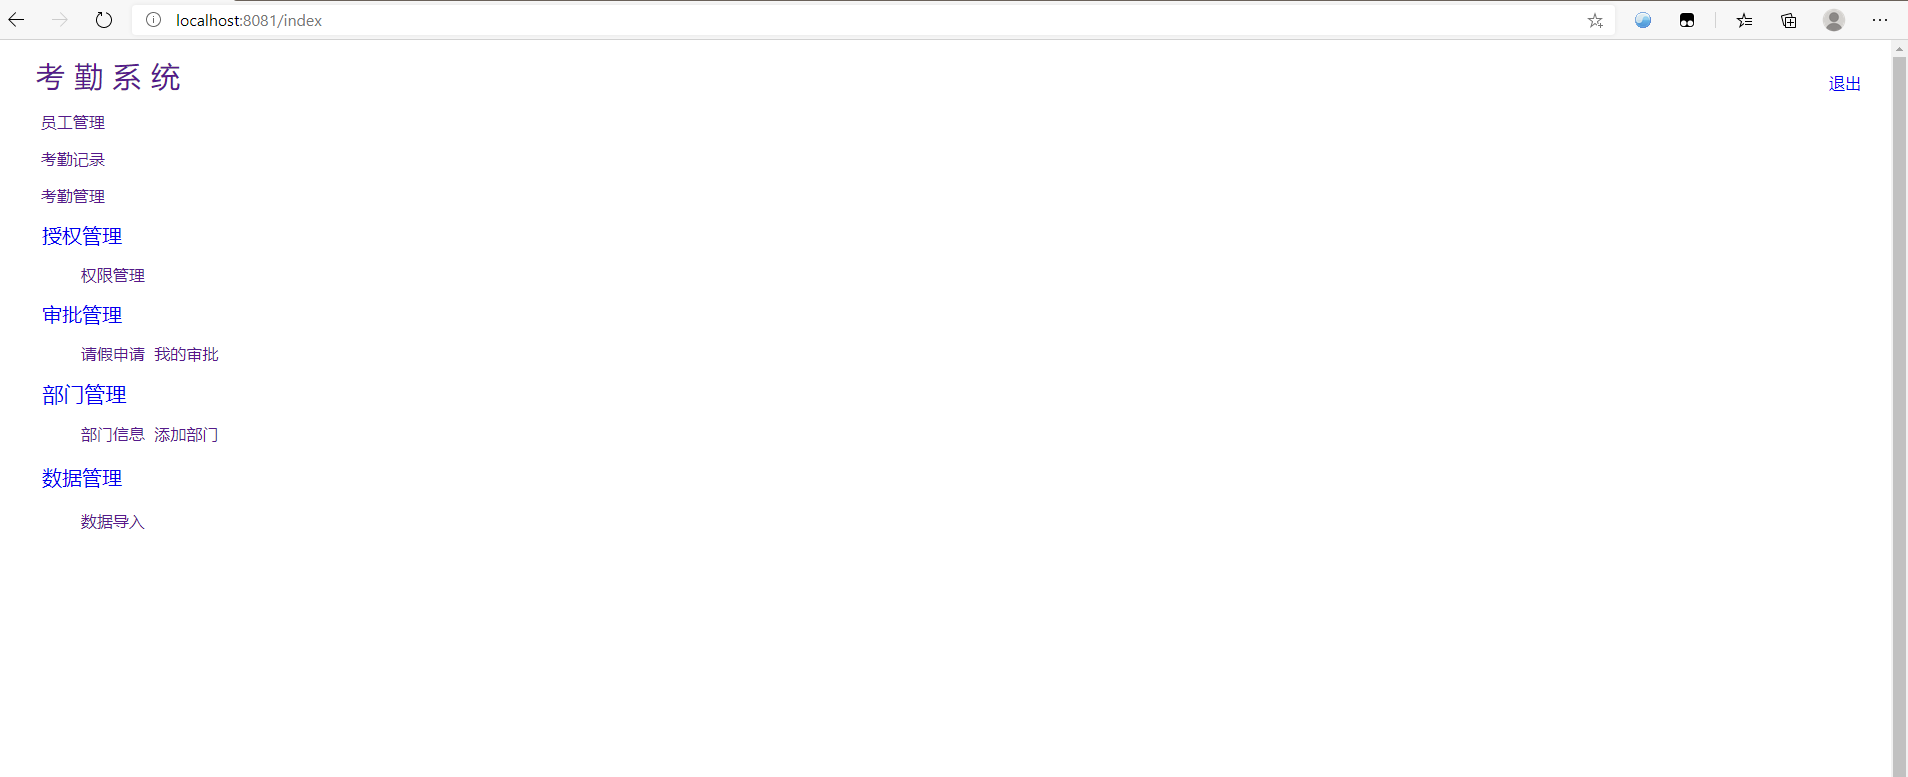 localhost:8081/index
考 勤 系 统
退出
员工管理
考勤记录
考勤管理
授权管理
权限管理
审批管理
请假申请 我的审批
部门管理
部门信息 添加部门
数据管理
数据导入